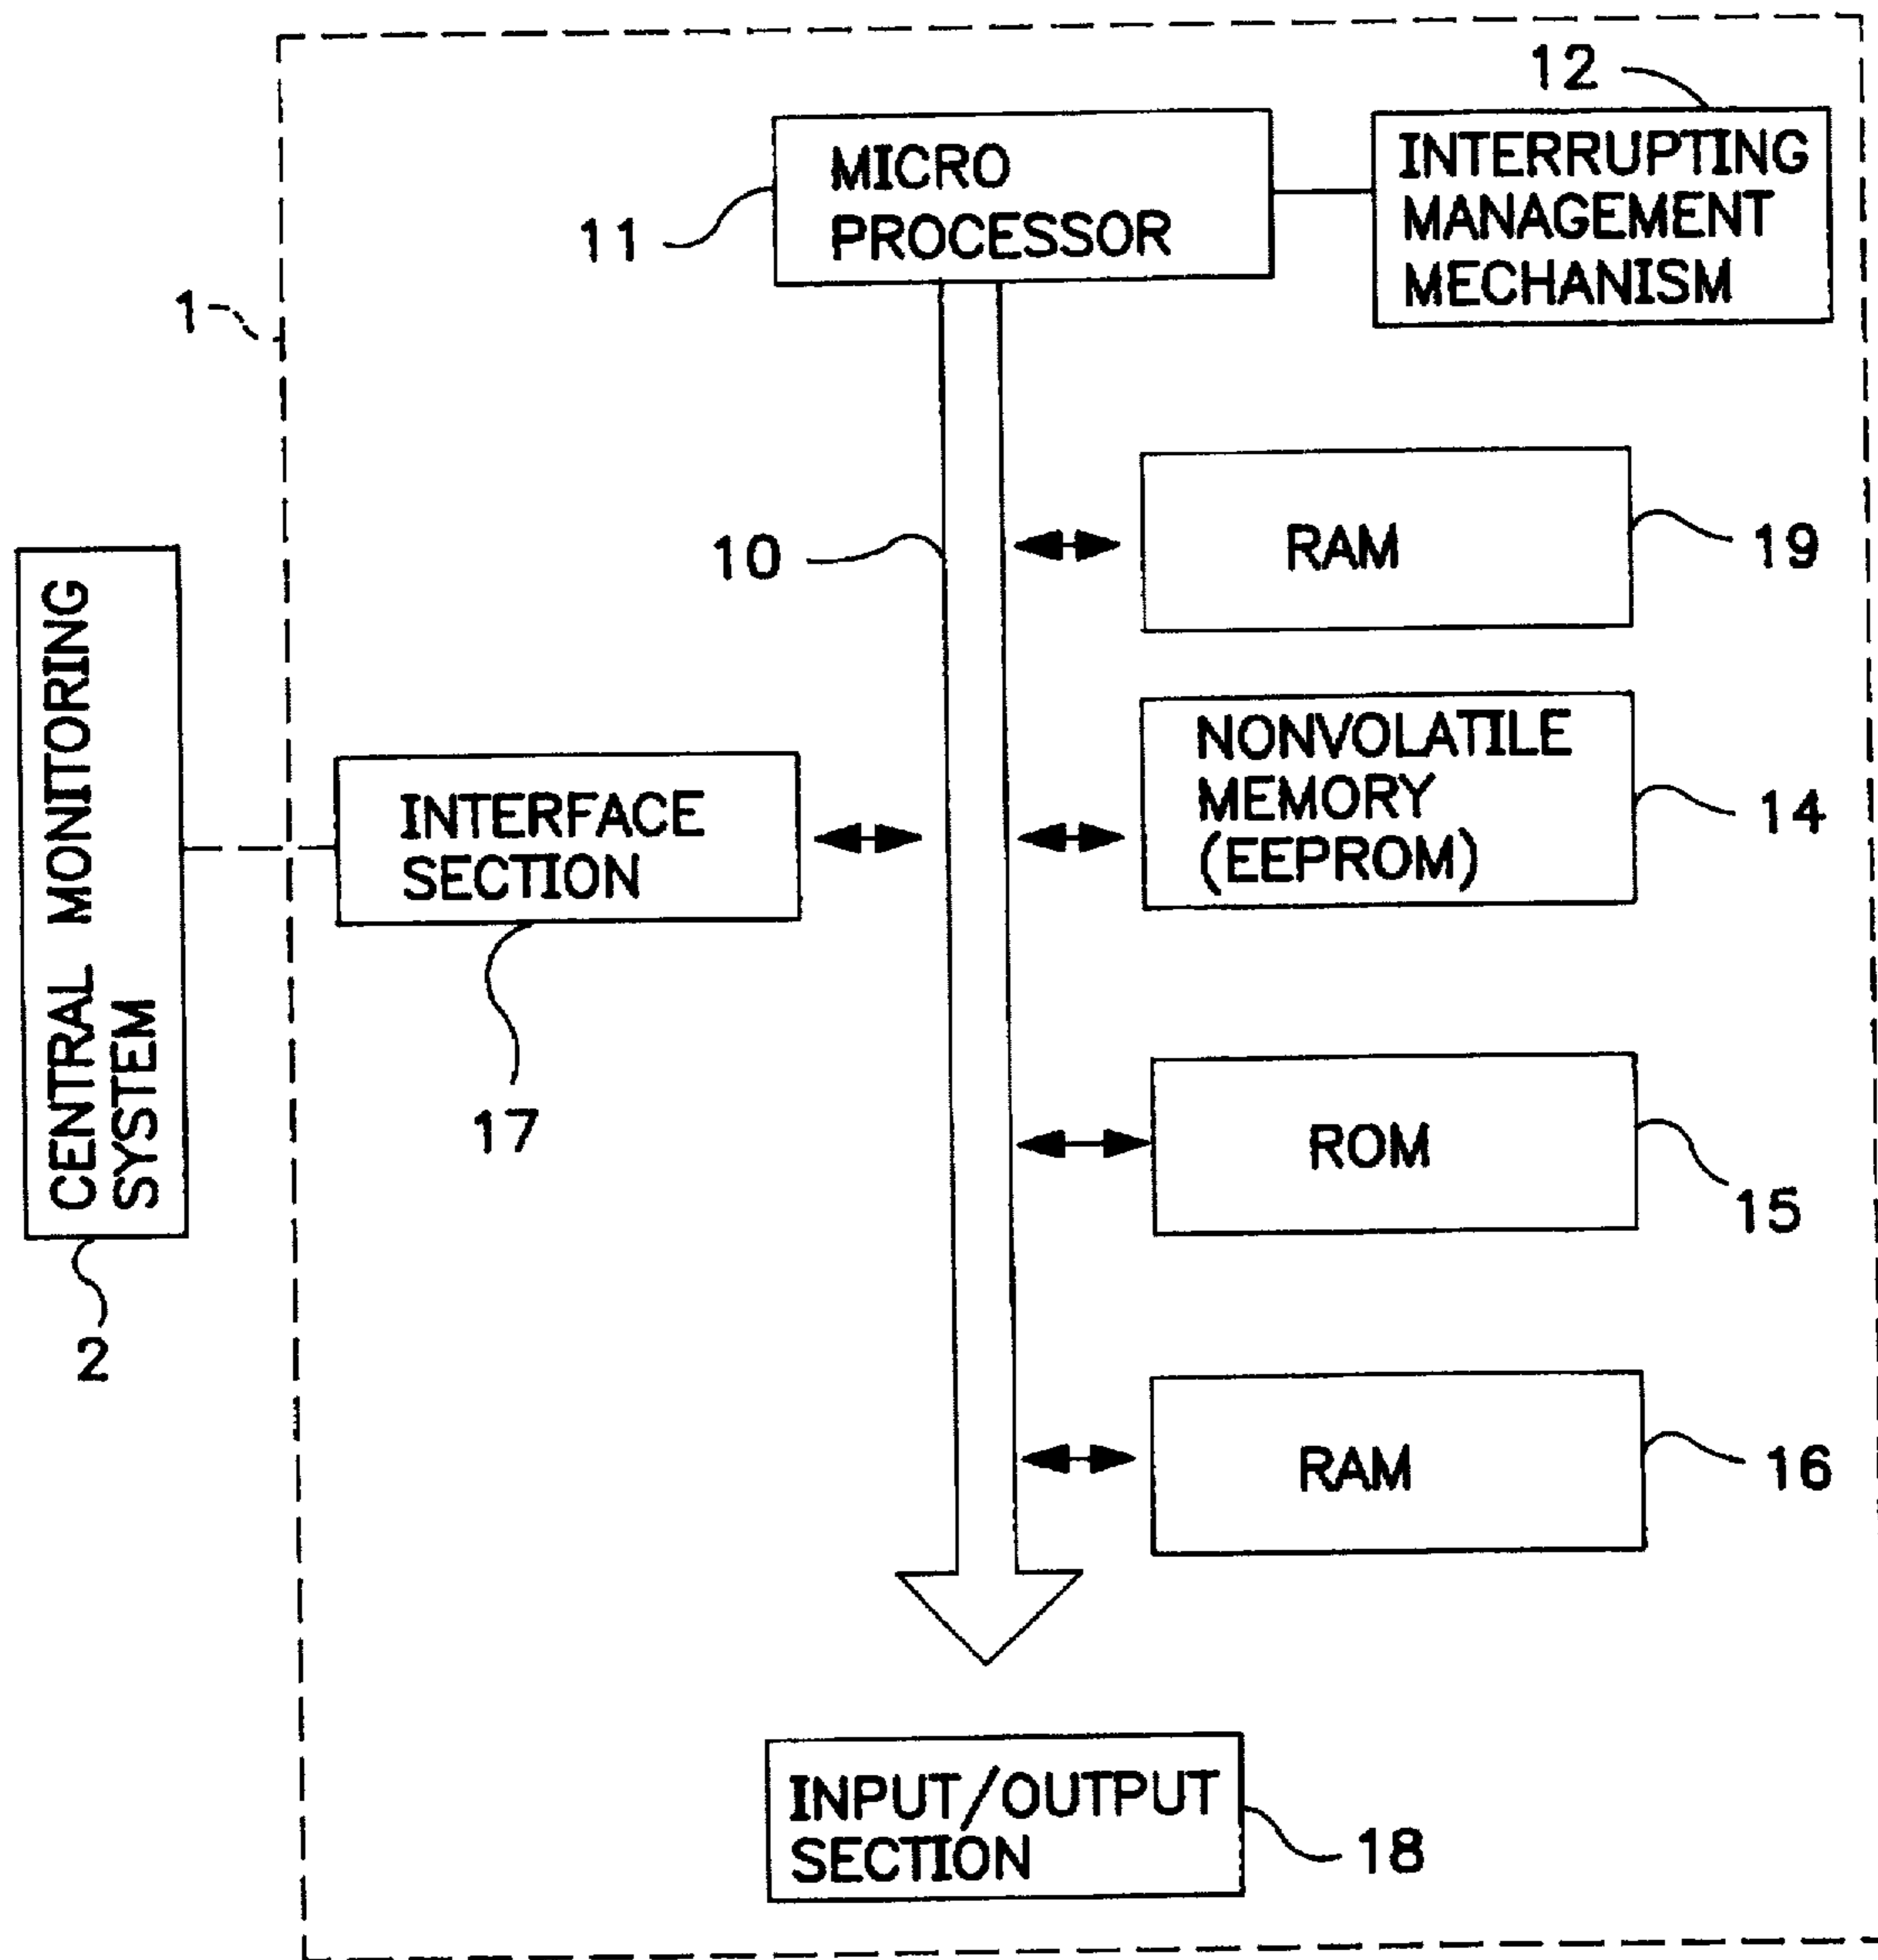 12
MICRO
PROCESSOR
INTERRUPTING
MANAGEMENT
MECHANISM
11
1
10
RAM
19
CENTRAL MONITORING
SYSTEM
2
INTERFACE
SECTION
17
NONVOLATILE
MEMORY
(EEPROM)
14
ROM
15
RAM
16
INPUT/OUTPUT
SECTION
18